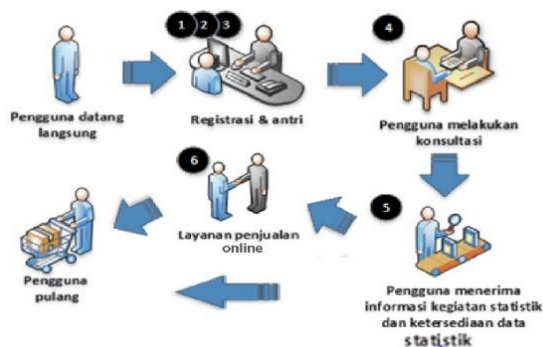 1 2 3
4
Pengguna datang
langsung
Registrasi & antri
Pengguna melakukan
konsultasi
6
5
Layanan penjualan
online
Pengguna
pulang
Pengguna menerima
informasi kegiatan statistik
dan ketersediaan data
statistik